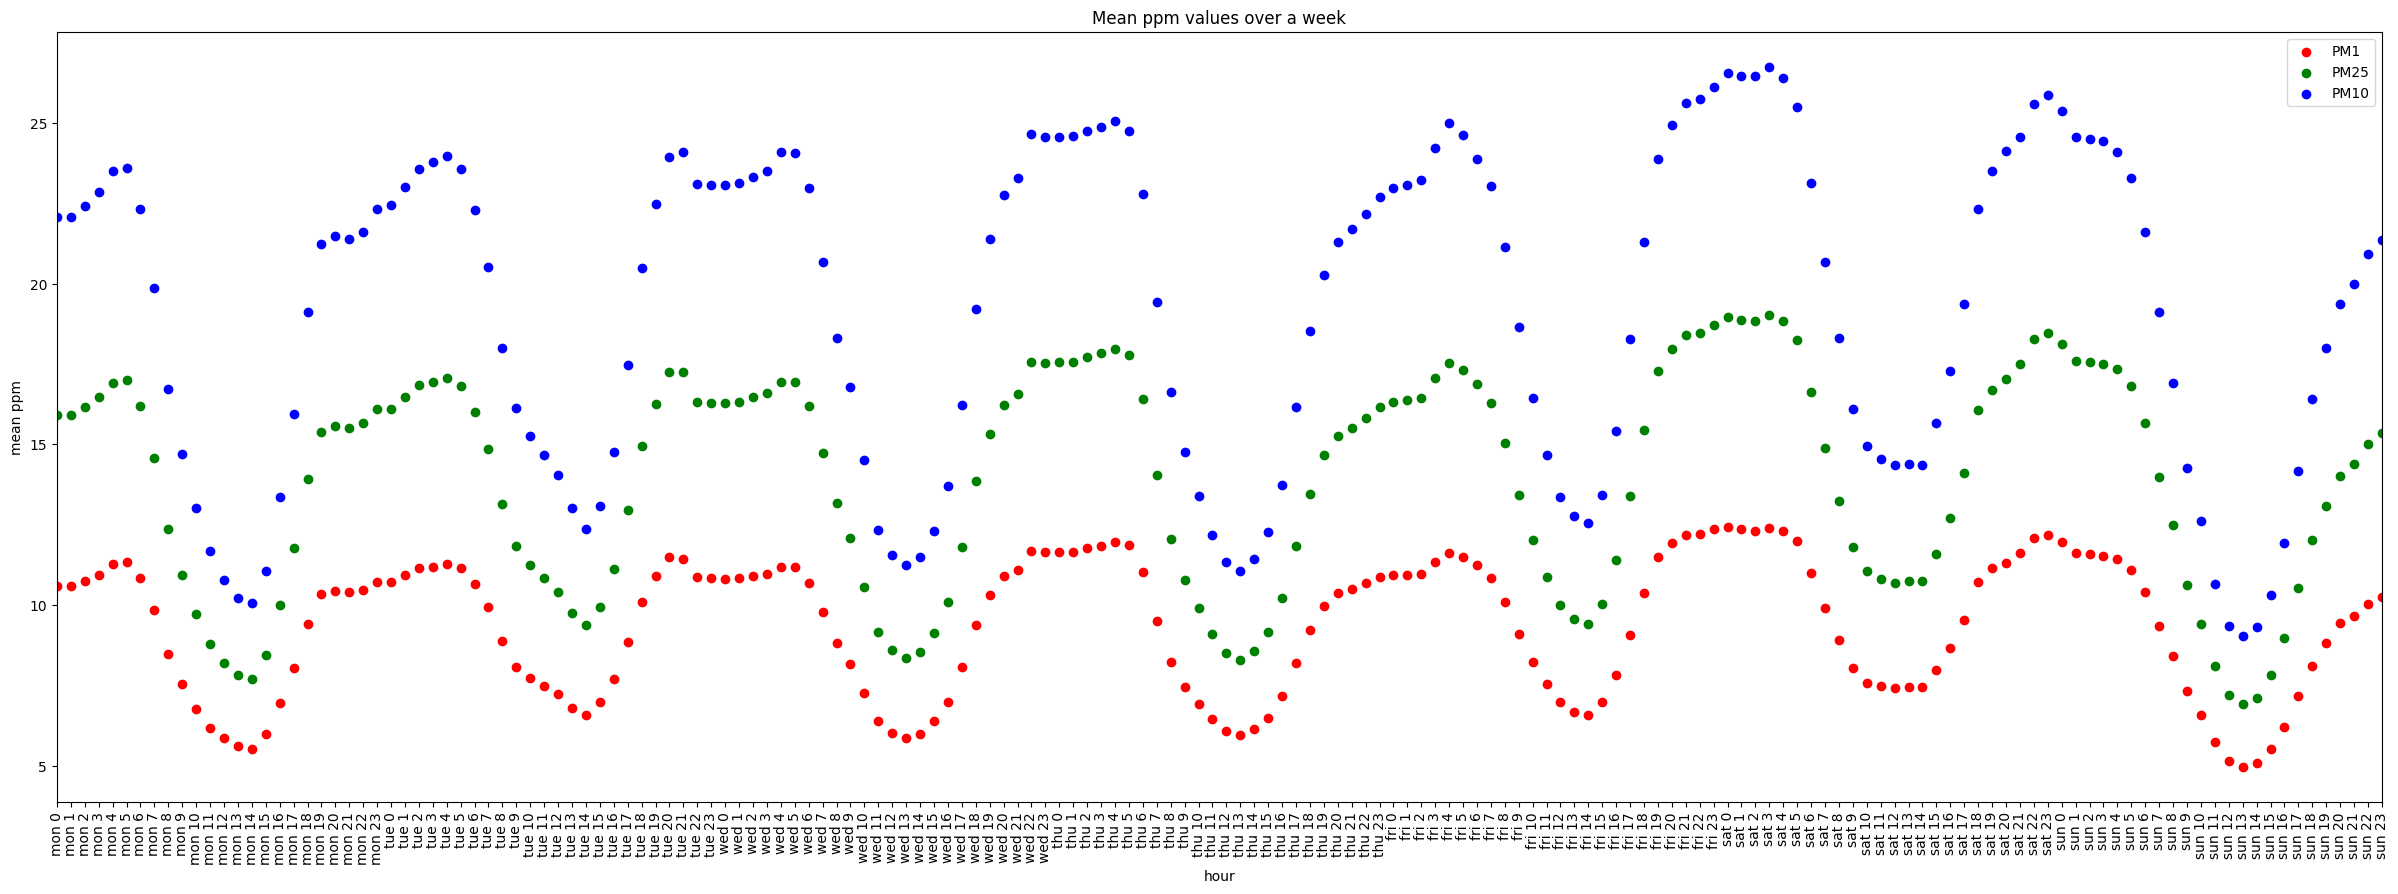 Mean ppm values over a week
PM1
PM25
PM10
25
20
15
10
5
mean ppm
mon 0
mon 1
mon 2
mon 3
mon 4
mon 5
mon 6
mon 7
mon 8
mon 9
mon 10
mon 11
mon 12
mon 13
mon 14
mon 15
mon 16
mon 17
mon 18
mon 19
mon 20
mon 21
mon 22
mon 23
tue 0
tue 1
tue 2
tue 3
tue 4
tue 5
tue 6
tue 7
tue 8
tue 9
tue 10
tue 11
tue 12
tue 13
tue 14
tue 15
tue 16
tue 17
tue 18
tue 19
tue 20
tue 21
tue 22
tue 23
wed 0
wed 1
wed 2
wed 3
wed 4
wed 5
wed 6
wed 7
wed 8
wed 9
wed 10
wed 11
wed 12
wed 13
wed 14
wed 15
wed 16
wed 17
wed 18
wed 19
wed 20
wed 21
wed 22
wed 23
thu 0
thu 1
thu 2
thu 3
thu 4
thu 5
thu 6
thu 7
thu 8
thu 9
thu 10
thu 11
thu 12
thu 13
thu 14
thu 15
thu 16
thu 17
thu 18
thu 19
thu 20
thu 21
thu 22
thu 23
fri 0
fri 1
fri 2
fri 3
fri 4
fri 5
fri 6
fri 7
fri 8
fri 9
fri 10
fri 11
fri 12
fri 13
fri 14
fri 15
fri 16
fri 17
fri 18
fri 19
fri 20
fri 21
fri 22
fri 23
sat 0
sat 1
sat 2
sat 3
sat 4
sat 5
sat 6
sat 7
sat 8
sat 9
sat 10
sat 11
sat 12
sat 13
sat 14
sat 15
sat 16
sat 17
sat 18
sat 19
sat 20
sat 21
sat 22
sat 23
sun 0
sun 1
sun 2
sun 3
sun 4
sun 5
sun 6
sun 7
sun 8
sun 9
sun 10
sun 11
sun 12
sun 13
sun 14
sun 15
sun 16
sun 17
sun 18
sun 19
sun 20
sun 21
sun 22
sun 23
hour